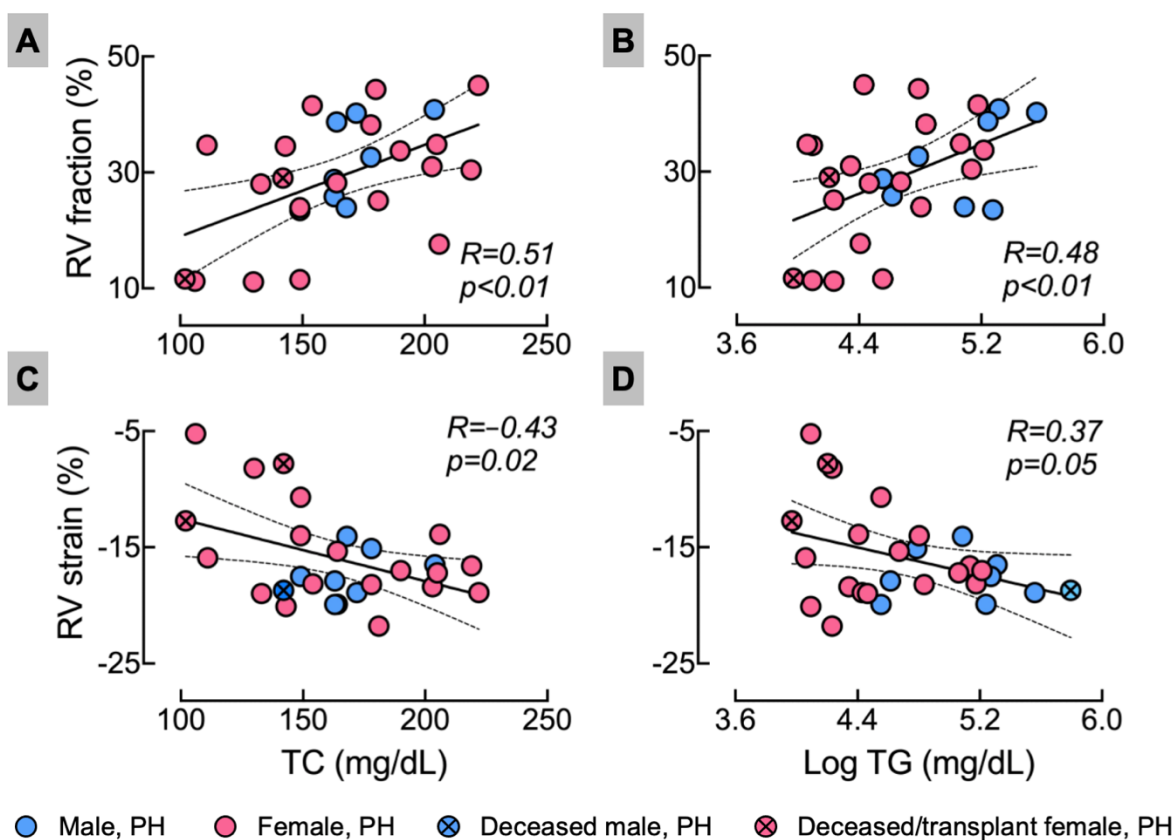 A
B
RV fraction (%)
50
30
10
R=0.51
p<0.01
100
150
200
250
50
30
10
R=0.48
p<0.01
3.6
4.4
5.2
6.0
C
D
RV strain (%)
-5
-15
-25
R=−0.43
p=0.02
100
150
200
250
TC (mg/dL)
-5
-15
-25
R=0.37
p=0.05
3.6
4.4
5.2
6.0
Log TG (mg/dL)
Male, PH
Female, PH
Deceased male, PH
Deceased/transplant female, PH